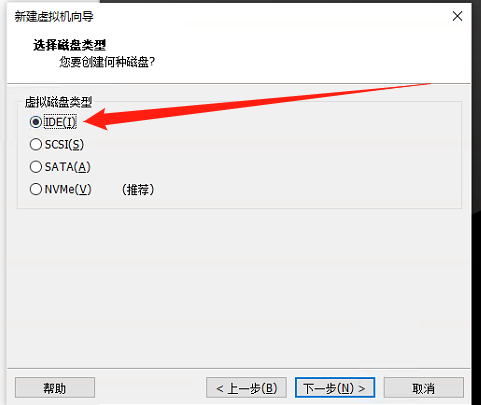 新建虚拟机向导
选择磁盘类型
您要创建何种磁盘?
虚拟磁盘类型
IDE(I)
SCSI(S)
SATA(A)
NVMe(V) （推荐）
帮助 < 上一步(B) 下一步(N) > 取消